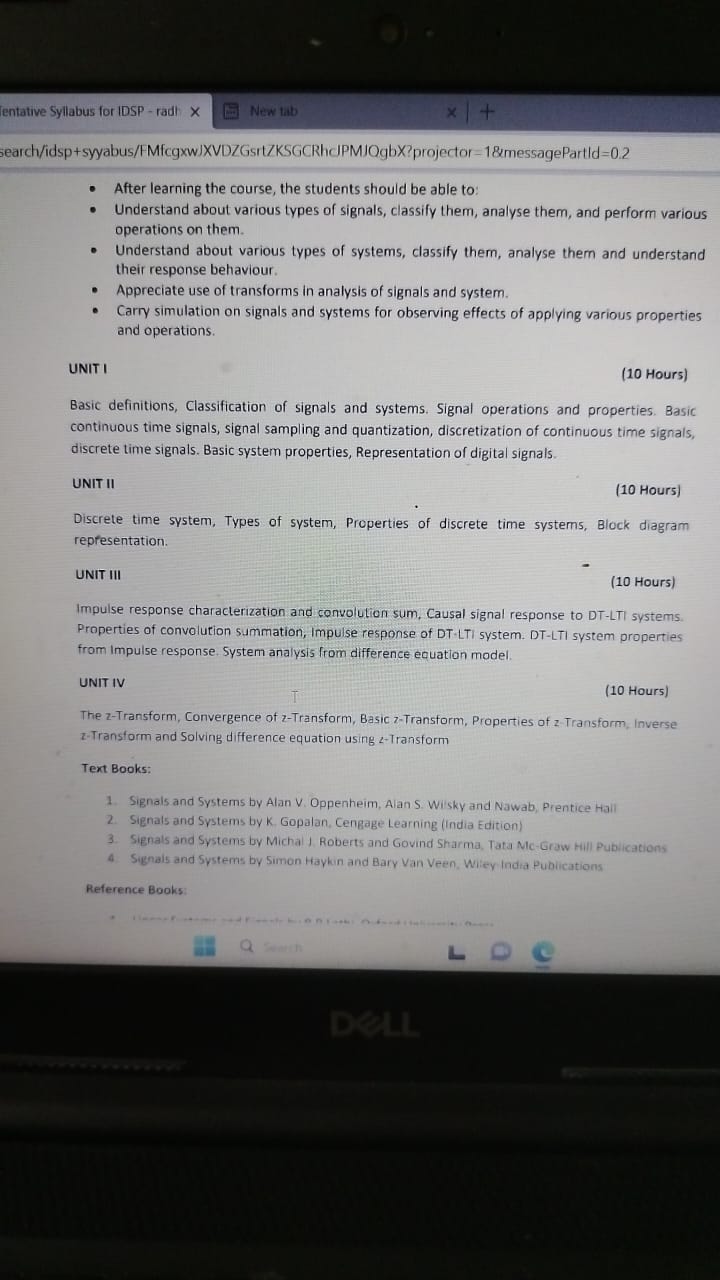 entative Syllabus for IDSP - radh × New tab × +
search/idsp+syyabus/FMfcgxwJXVDZGsrtZKSGCRhcJPMJQgbX?projector=1&messagePartId=0.2
• After learning the course, the students should be able to:
• Understand about various types of signals, classify them, analyse them, and perform various
operations on them.
• Understand about various types of systems, classify them, analyse them and understand
their response behaviour.
• Appreciate use of transforms in analysis of signals and system.
• Carry simulation on signals and systems for observing effects of applying various properties
and operations.
UNIT I (10 Hours)
Basic definitions, Classification of signals and systems. Signal operations and properties. Basic
continuous time signals, signal sampling and quantization, discretization of continuous time signals,
discrete time signals. Basic system properties, Representation of digital signals.
UNIT II (10 Hours)
Discrete time system, Types of system, Properties of discrete time systems, Block diagram
representation.
UNIT III (10 Hours)
Impulse response characterization and convolution sum, Causal signal response to DT-LTI systems.
Properties of convolution summation, Impulse response of DT-LTI system. DT-LTI system properties
from Impulse response. System analysis from difference equation model.
UNIT IV (10 Hours)
The z-Transform, Convergence of z-Transform, Basic z-Transform, Properties of z-Transform, Inverse
z-Transform and Solving difference equation using z-Transform
Text Books:
1. Signals and Systems by Alan V. Oppenheim, Alan S. Wilsky and Nawab, Prentice Hall
2. Signals and Systems by K. Gopalan, Cengage Learning (India Edition)
3. Signals and Systems by Michal J. Roberts and Govind Sharma, Tata Mc-Graw Hill Publications
4. Signals and Systems by Simon Haykin and Bary Van Veen, Wiley-India Publications
Reference Books:
Search
DELL